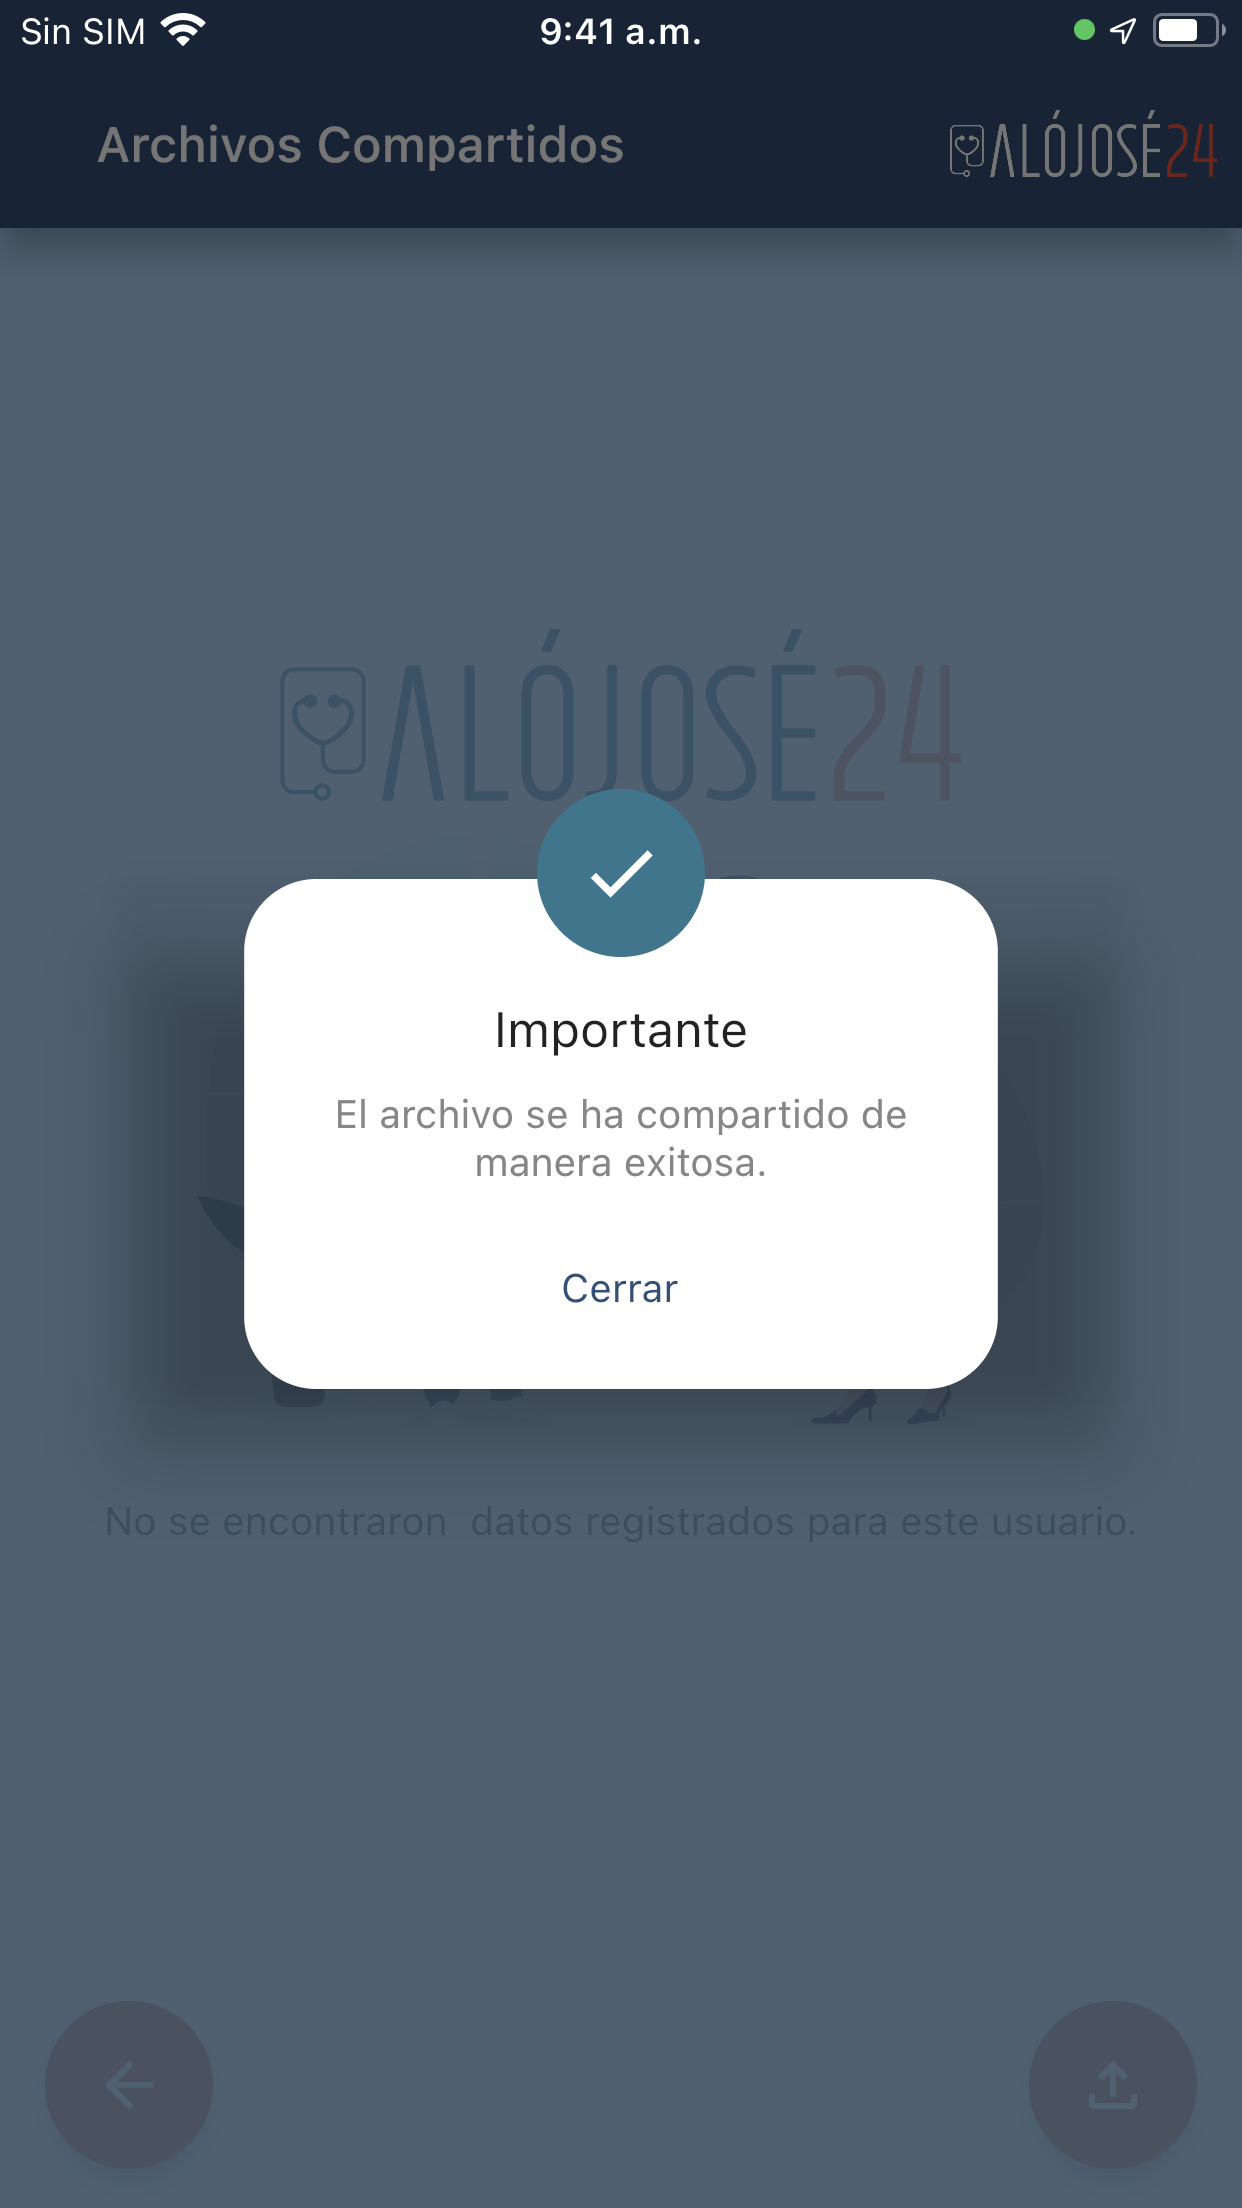 Sin SIM
9:41 a.m.
Archivos Compartidos
ALÓJOSÉ24
ALÓJOSÉ24
Importante
El archivo se ha compartido de
manera exitosa.
Cerrar
No se encontraron  datos registrados para este usuario.